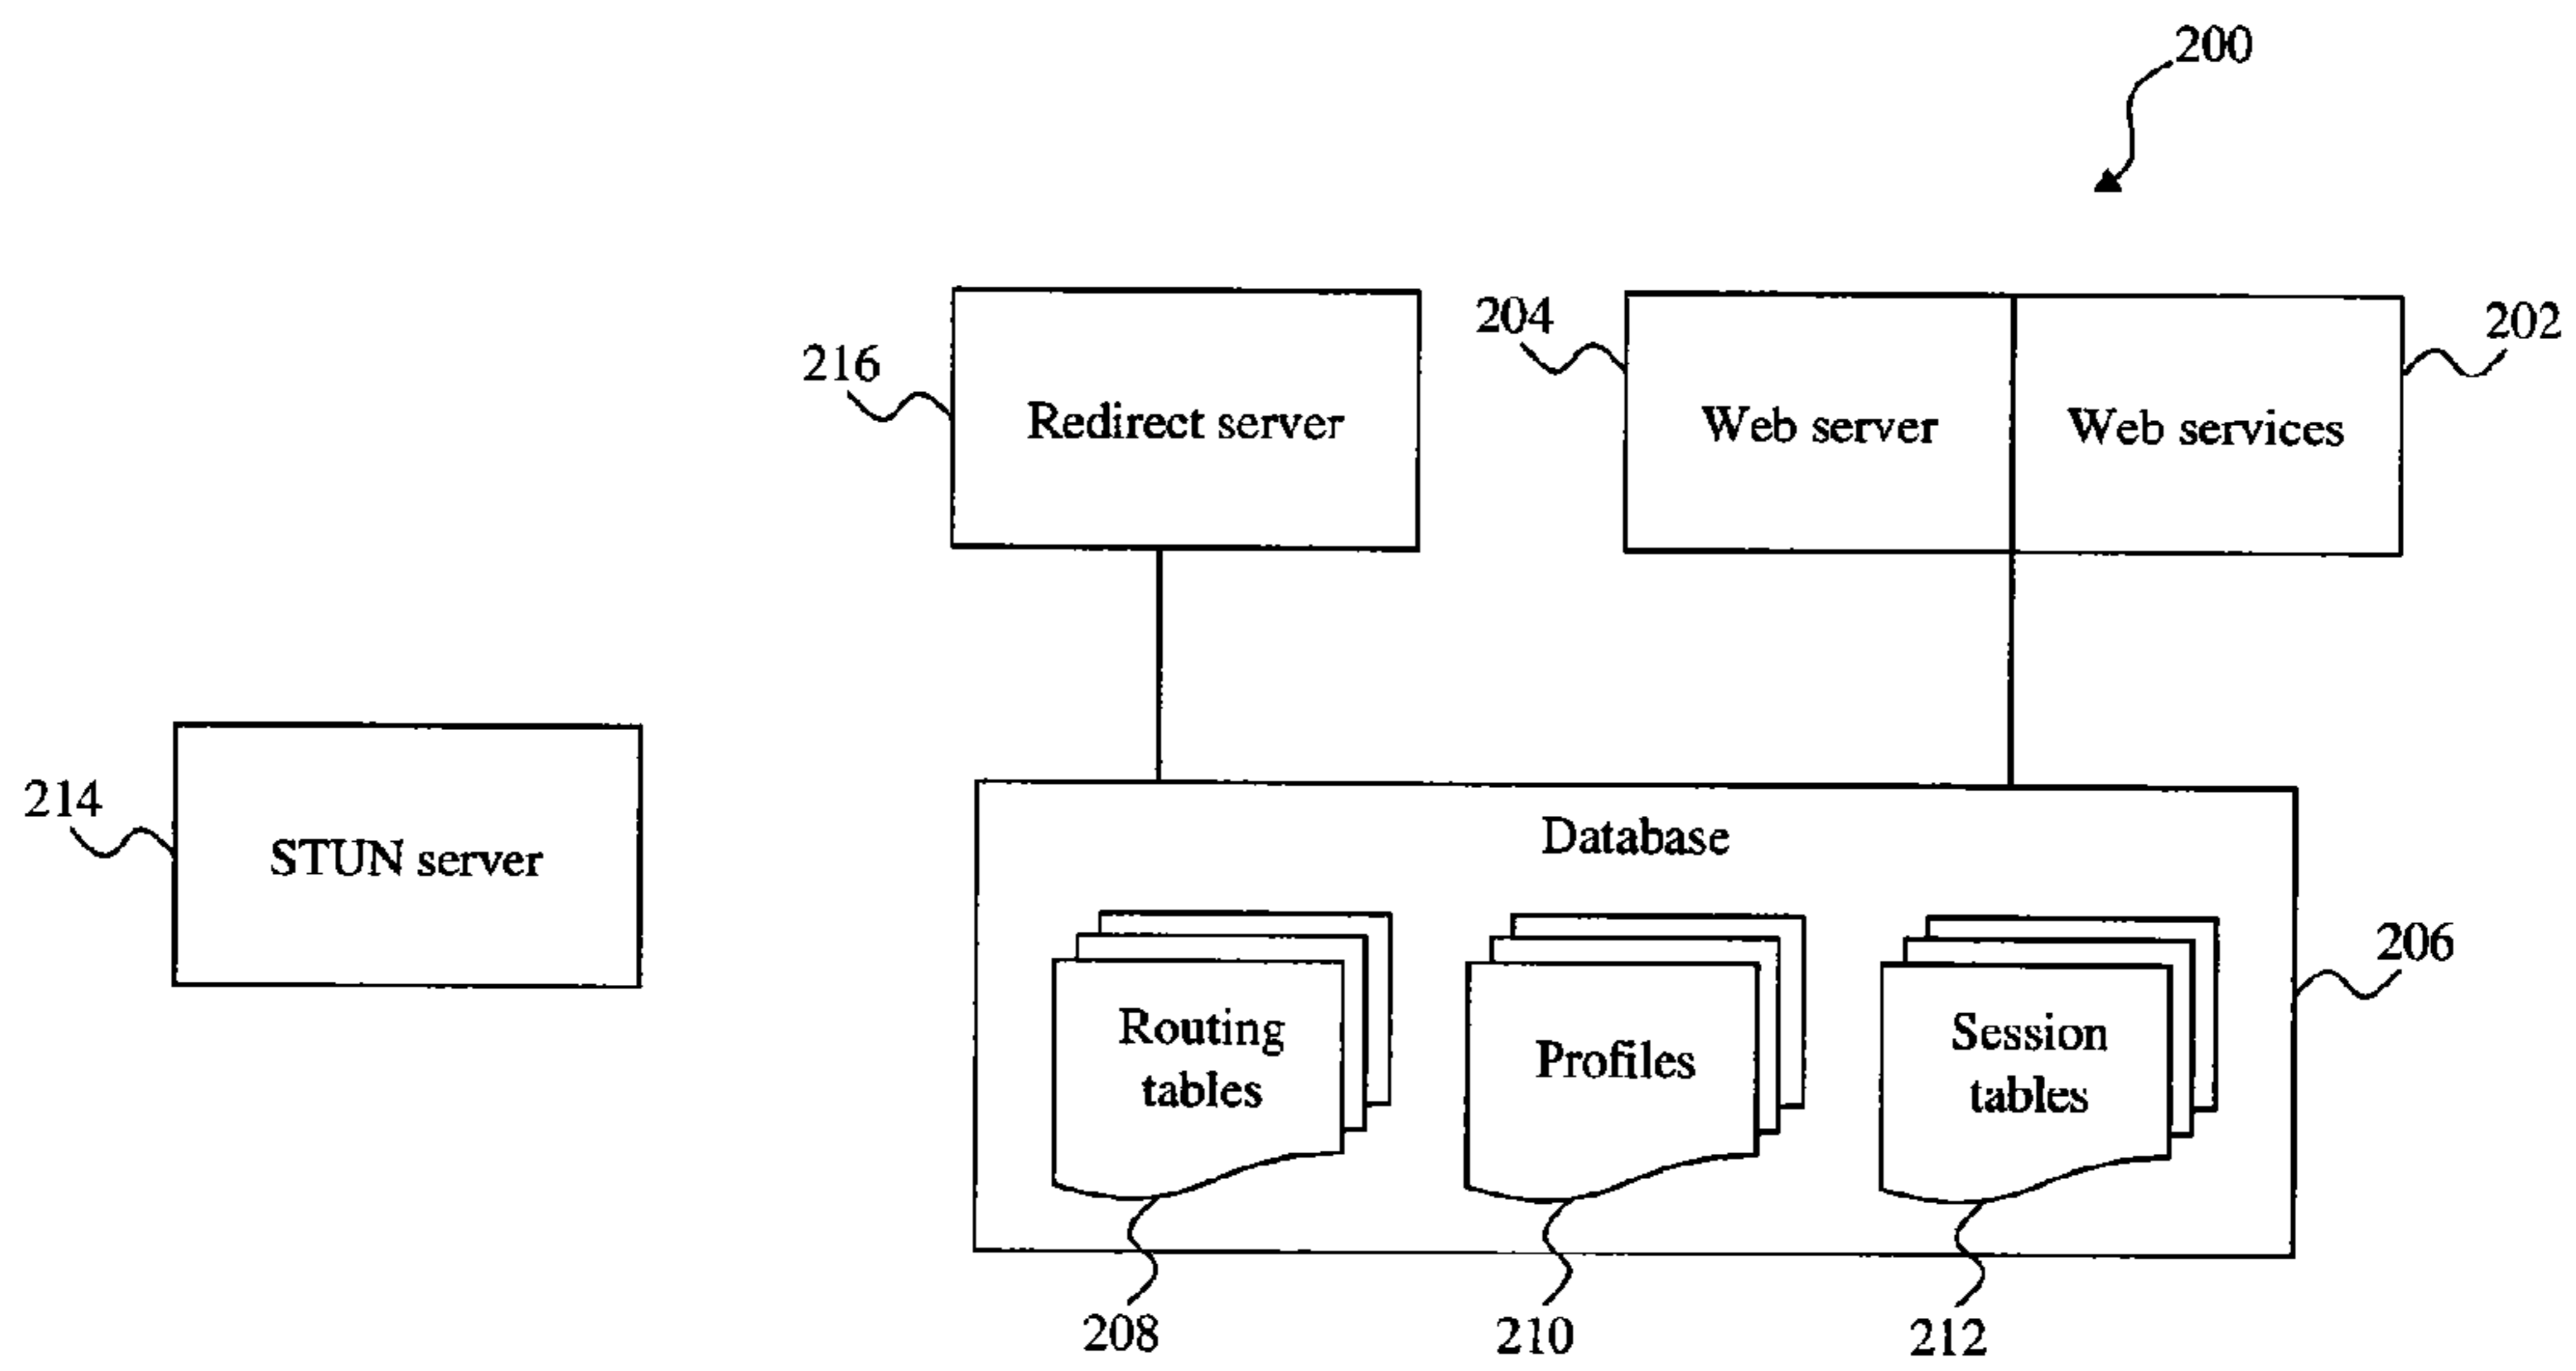 200
204
202
216
Redirect server
Web server
Web services
214
STUN server
Database
206
Routing
tables
Profiles
Session
tables
208
210
212